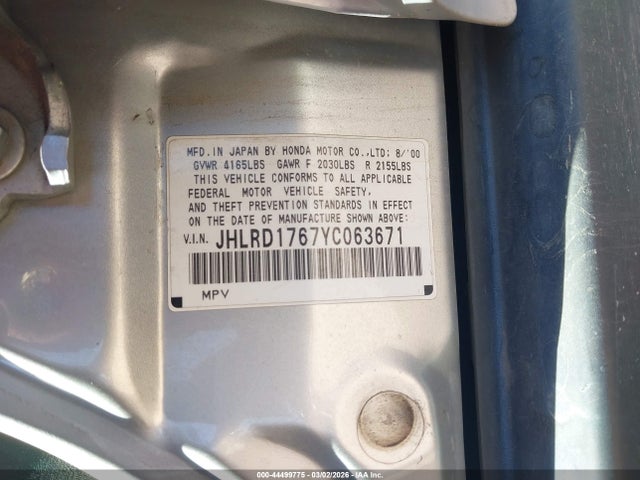 MFD. IN JAPAN BY HONDA MOTOR CO.,LTD; 8/'00
GVWR 4165LBS GAWR F 2030LBS R 2155LBS
THIS VEHICLE CONFORMS TO ALL APPLICABLE
FEDERAL MOTOR VEHICLE SAFETY,
AND THEFT PREVENTION STANDARDS IN EFFECT
ON THE DATE OF MANUFACTURE SHOWN ABOVE:
V.I.N. JHLRD1767YC063671
MPV
000-44499775 - 03/02/2026 - COPYRIGHT IAA, INC.